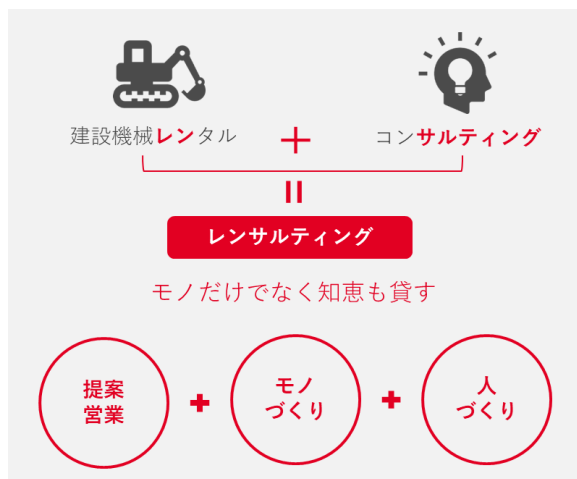 建設機械レンタル
コンサルティング
レンサルティング
モノだけでなく知恵も貸す
提案
営業
モノ
づくり
人
づくり